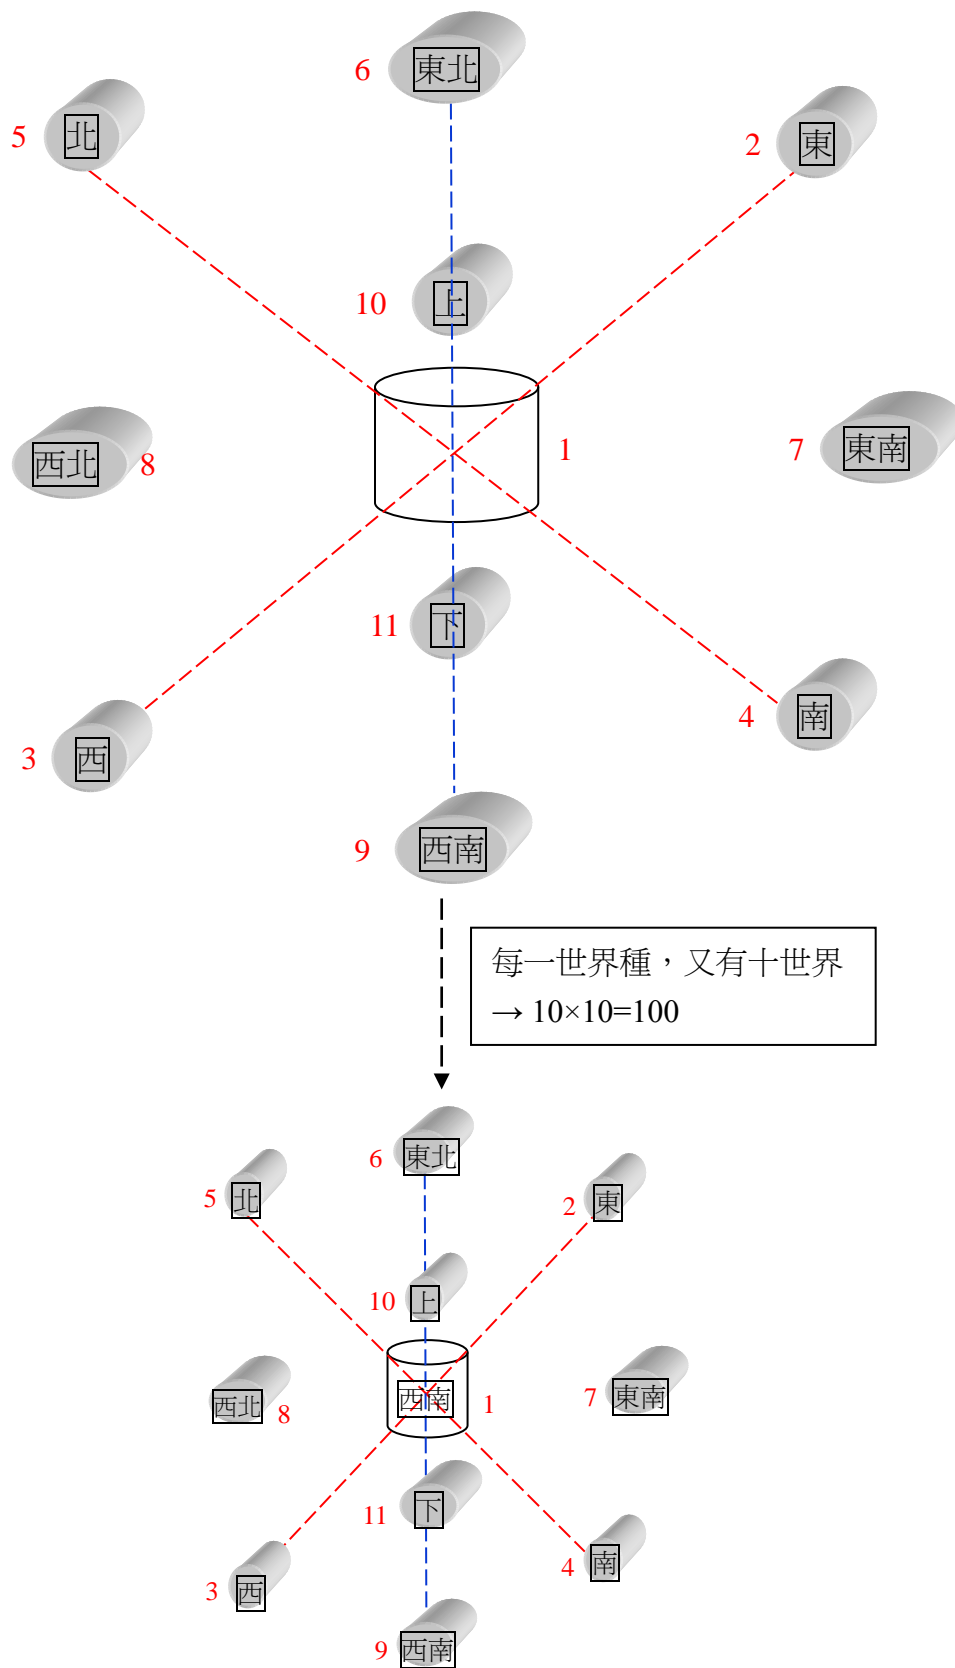 6 東北
5 北
2 東
10 上
西北 8
1
7 東南
11 下
3 西
4 南
9 西南
每一世界種，又有十世界
→ 10×10=100
6 東北
5 北
2 東
10 上
西北 8
西南 1
7 東南
11 下
3 西
4 南
9 西南